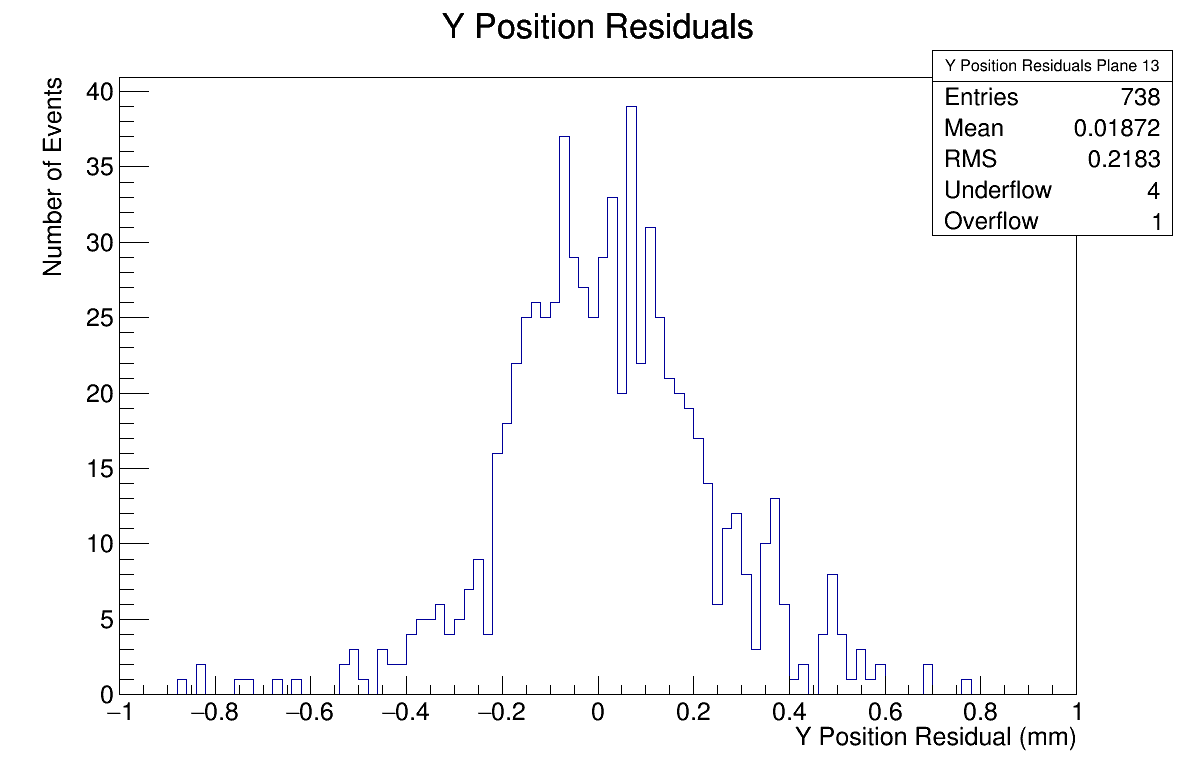 Y Position Residuals
Y Position Residuals Plane 13
Entries 738
Mean 0.01872
RMS 0.2183
Underflow 4
Overflow 1
Number of Events
40
35
30
25
20
15
10
5
0
−1 −0.8 −0.6 −0.4 −0.2 0 0.2 0.4 0.6 0.8 1
Y Position Residual (mm)